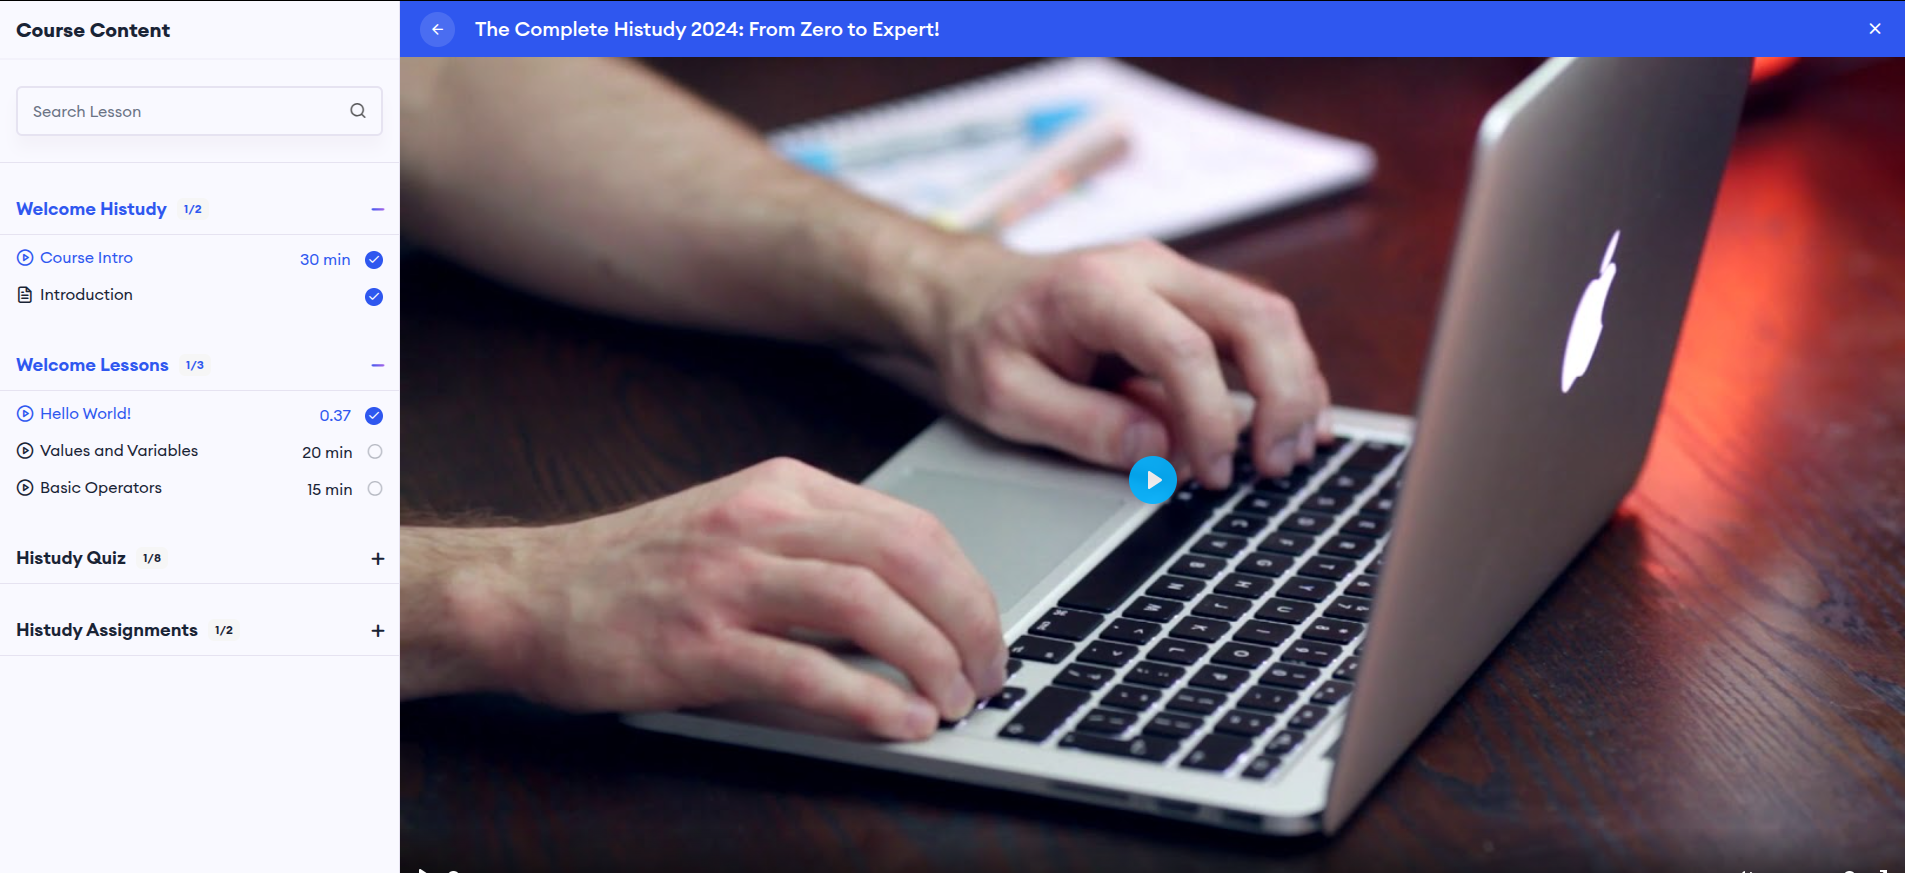 Course Content
The Complete Histudy 2024: From Zero to Expert!
Search Lesson
Welcome Histudy 1/2
Course Intro 30 min
Introduction
Welcome Lessons 1/3
Hello World! 0.37
Values and Variables 20 min
Basic Operators 15 min
Histudy Quiz 1/8
Histudy Assignments 1/2